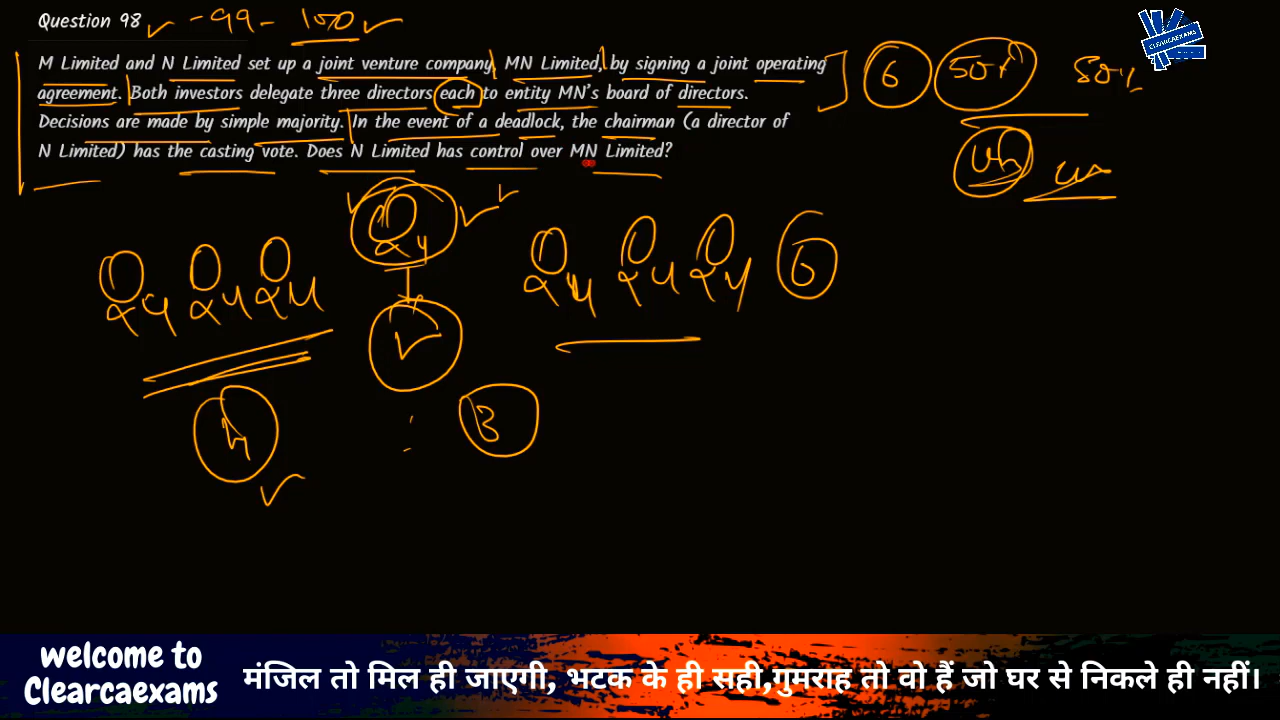 Question 98 ✓ - 99 - 100 ✓
CLEARCAEXAMS
M Limited and N Limited set up a joint venture company, MN Limited, by signing a joint operating
agreement. Both investors delegate three directors each to entity MN's board of directors.
Decisions are made by simple majority. In the event of a deadlock, the chairman (a director of
N Limited) has the casting vote. Does N Limited has control over MN Limited?
6 50% 50%
welcome to
Clearcaexams
मंजिल तो मिल ही जाएगी, भटक के ही सही,गुमराह तो वो हैं जो घर से निकले ही नहीं।